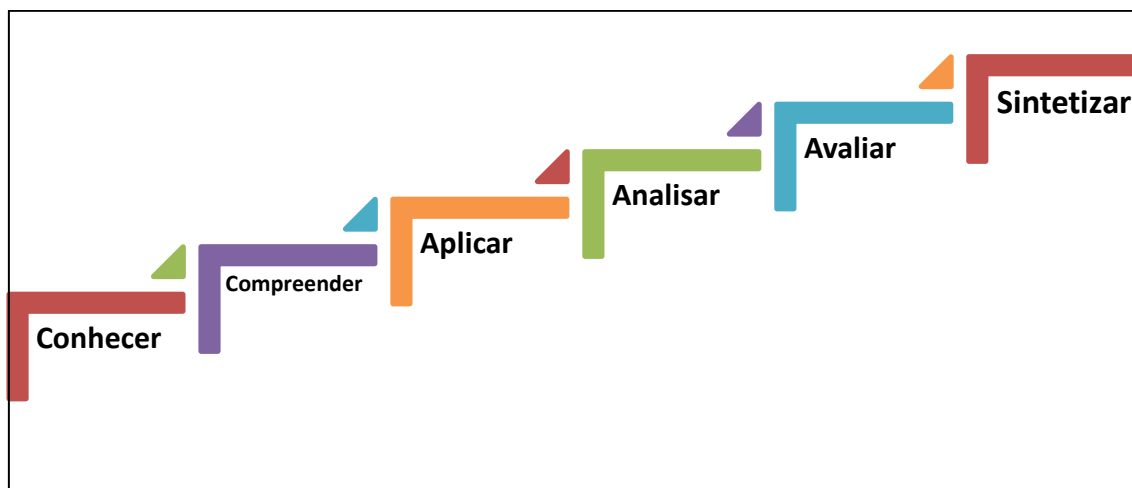 Conhecer
Compreender
Aplicar
Analisar
Avaliar
Sintetizar